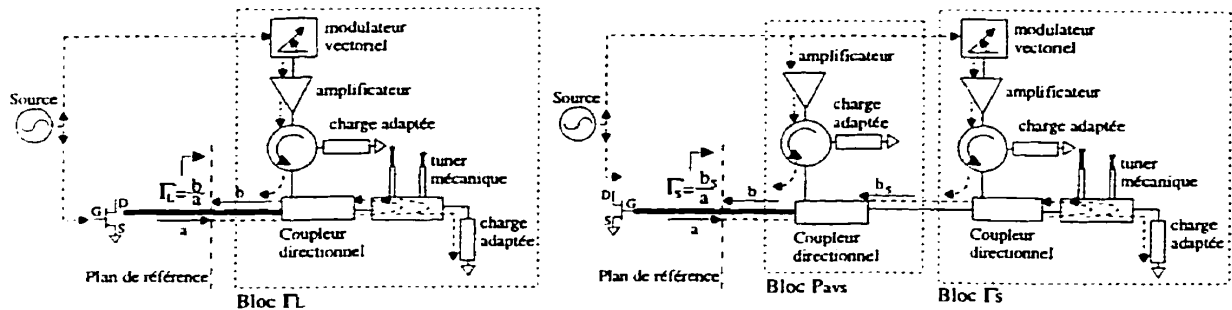 modulateur
vectoriel
amplificateur
Source
charge adaptée
tuner
mécanique
Γ_L = b/a
b
G
D
S
a
Coupleur
directionnel
charge
adaptée
Plan de référence
Bloc ΓL
modulateur
vectoriel
amplificateur
amplificateur
Source
charge
adaptée
charge adaptée
tuner
mécanique
Γ_S = b_S/a
b
b_S
D
G
S
a
Coupleur
directionnel
Coupleur
directionnel
charge
adaptée
Plan de référence
Bloc Pavs
Bloc ΓS